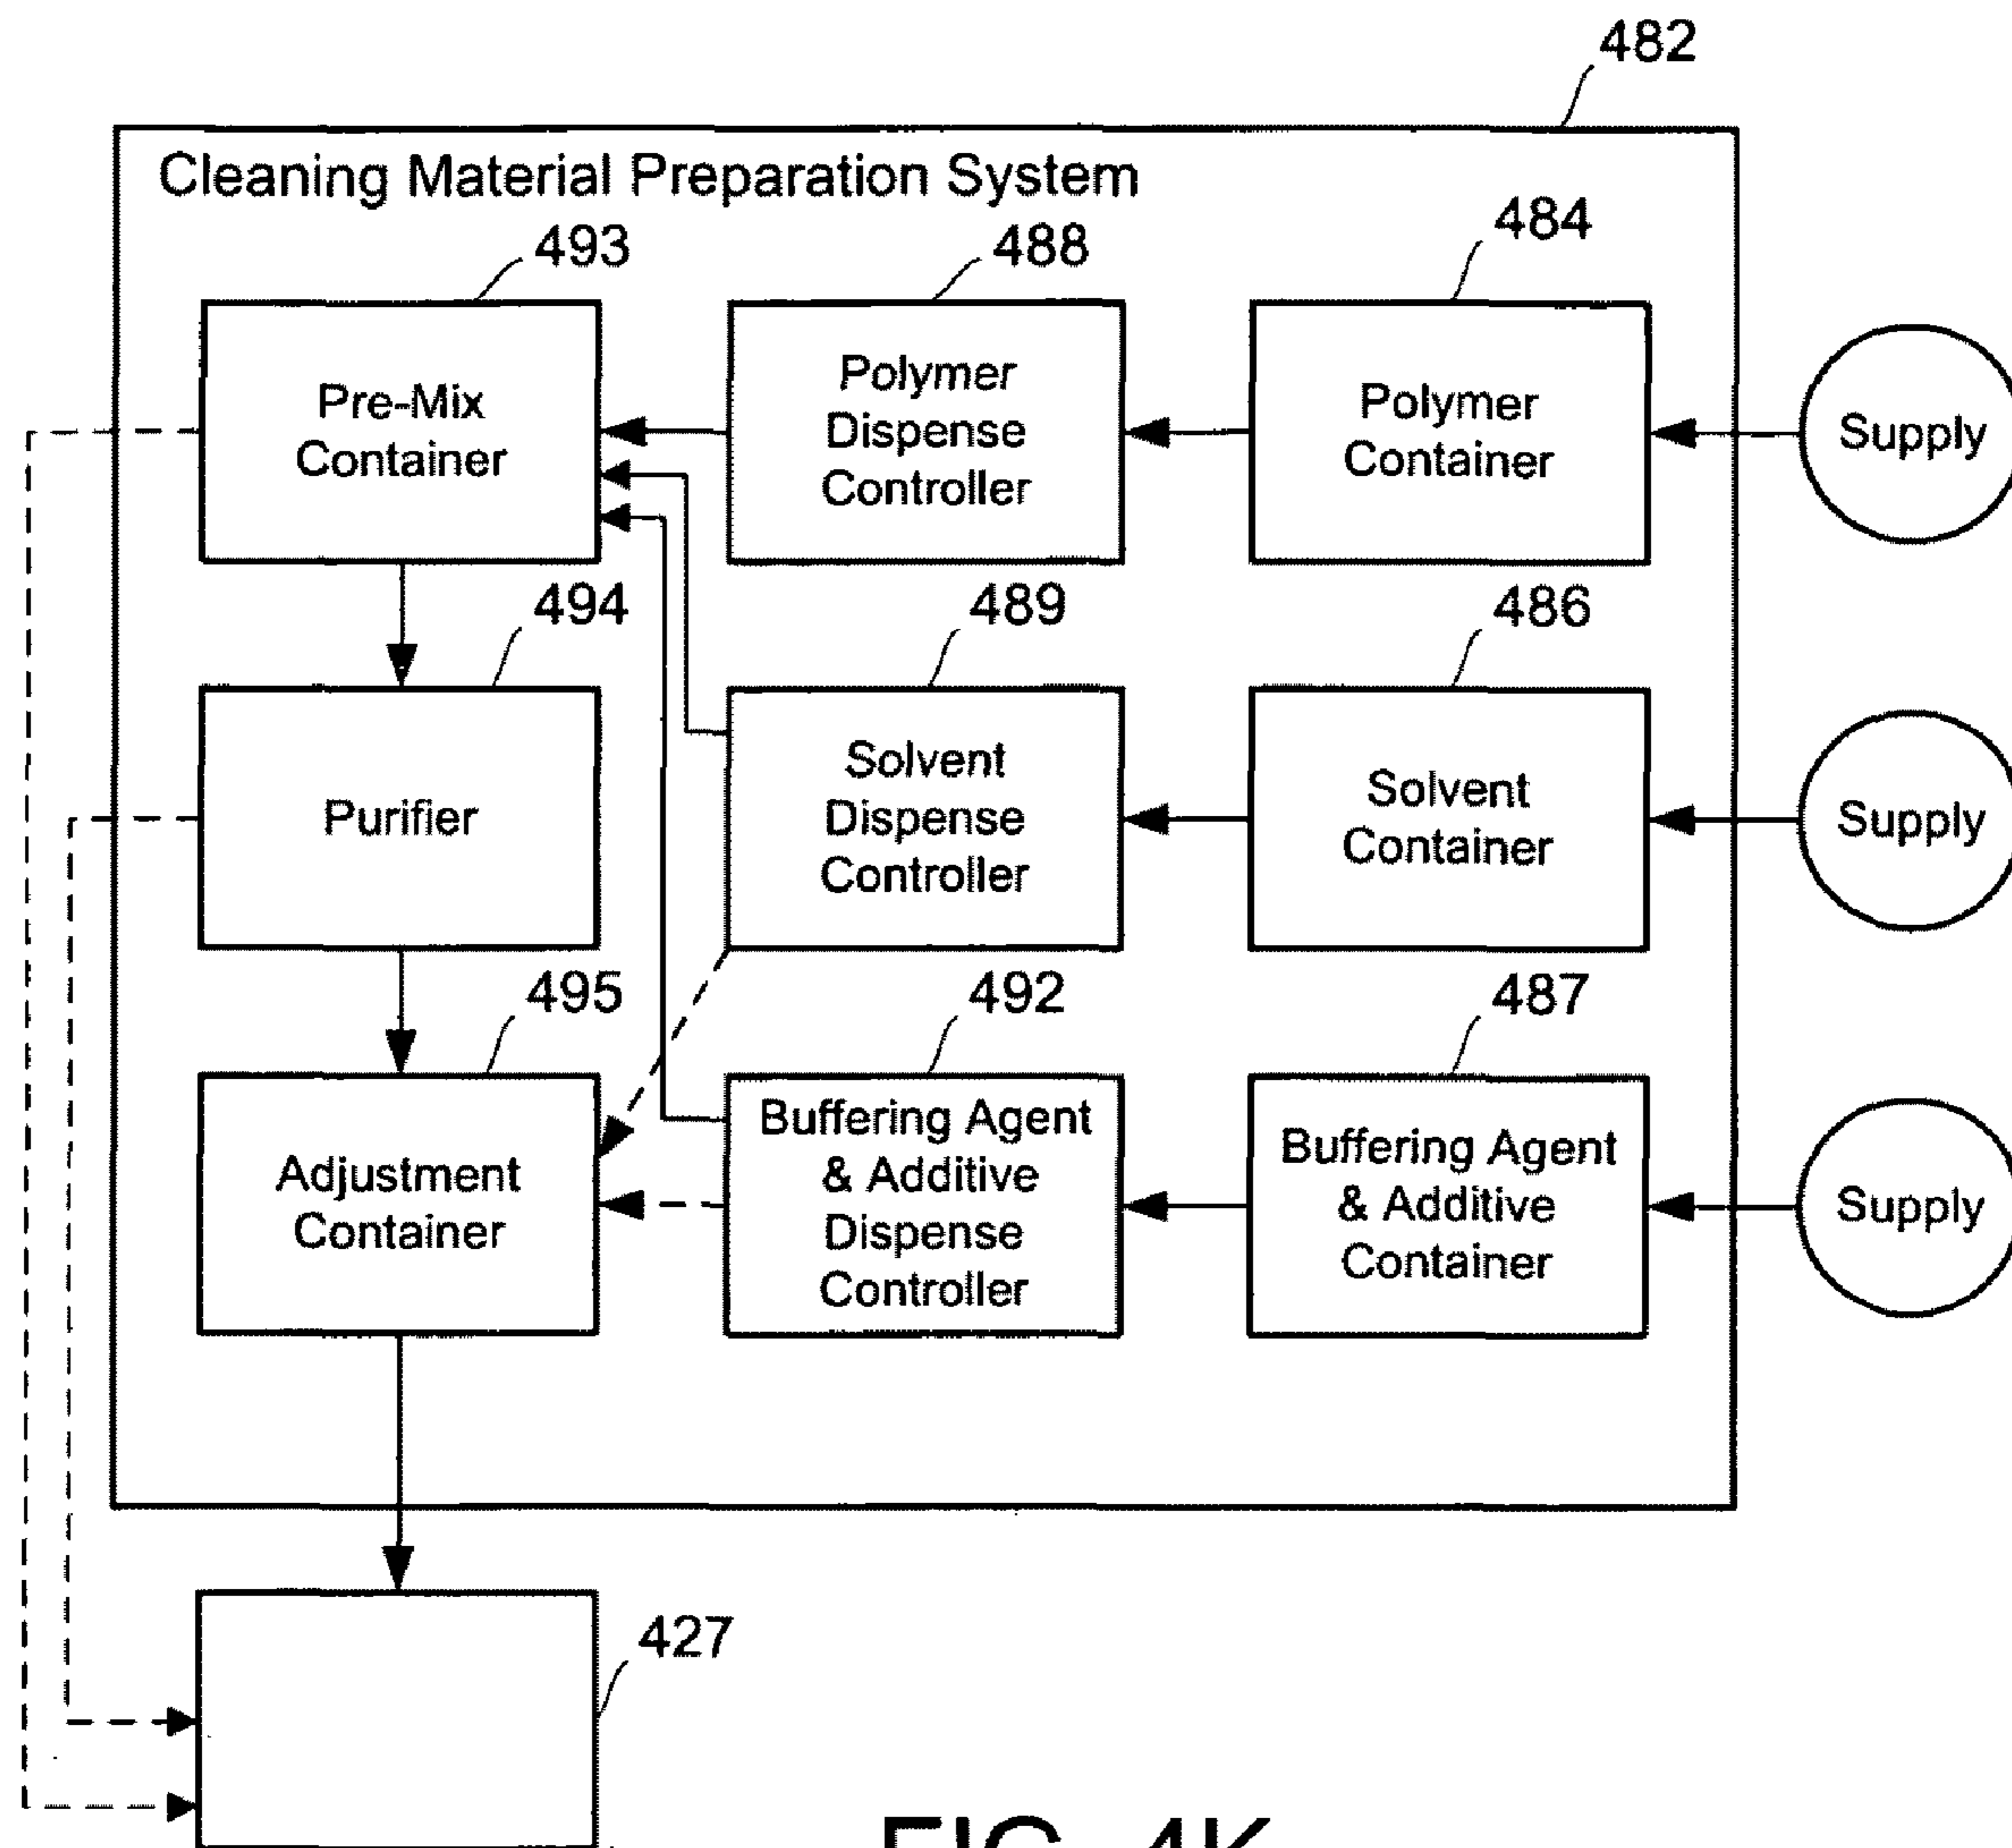 482
Cleaning Material Preparation System
493
488
484
Pre-Mix
Container
Polymer
Dispense
Controller
Polymer
Container
Supply
494
489
486
Purifier
Solvent
Dispense
Controller
Solvent
Container
Supply
495
492
487
Adjustment
Container
Buffering Agent
& Additive
Dispense
Controller
Buffering Agent
& Additive
Container
Supply
427
FIG. 4K